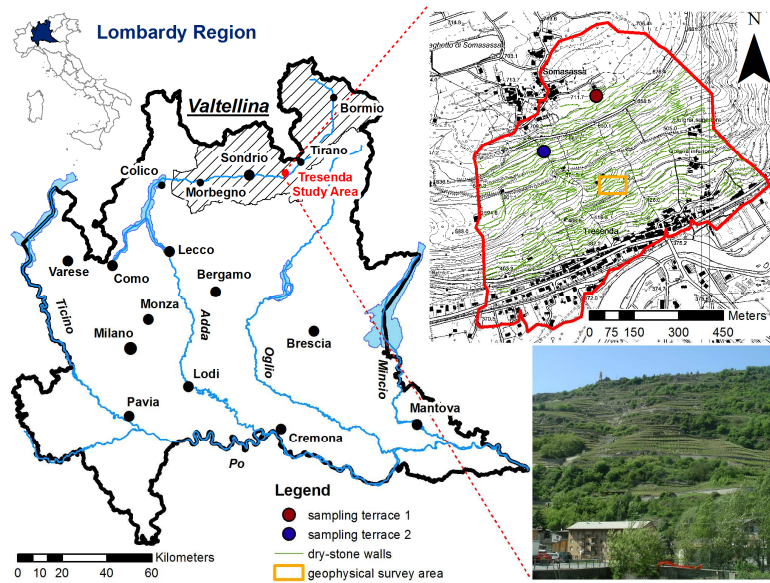 Lombardy Region
Valtellina
Bormio
Tirano
Sondrio
Tresenda
Study Area
Colico
Morbegno
Lecco
Varese
Como
Bergamo
Monza
Milano
Brescia
Lodi
Pavia
Cremona
Mantova
Ticino
Adda
Oglio
Mincio
Po
Kilometers
0 10 20 40 60
Legend
sampling terrace 1
sampling terrace 2
dry-stone walls
geophysical survey area
N
Somasassa
Tresenda
Meters
0 75 150 300 450